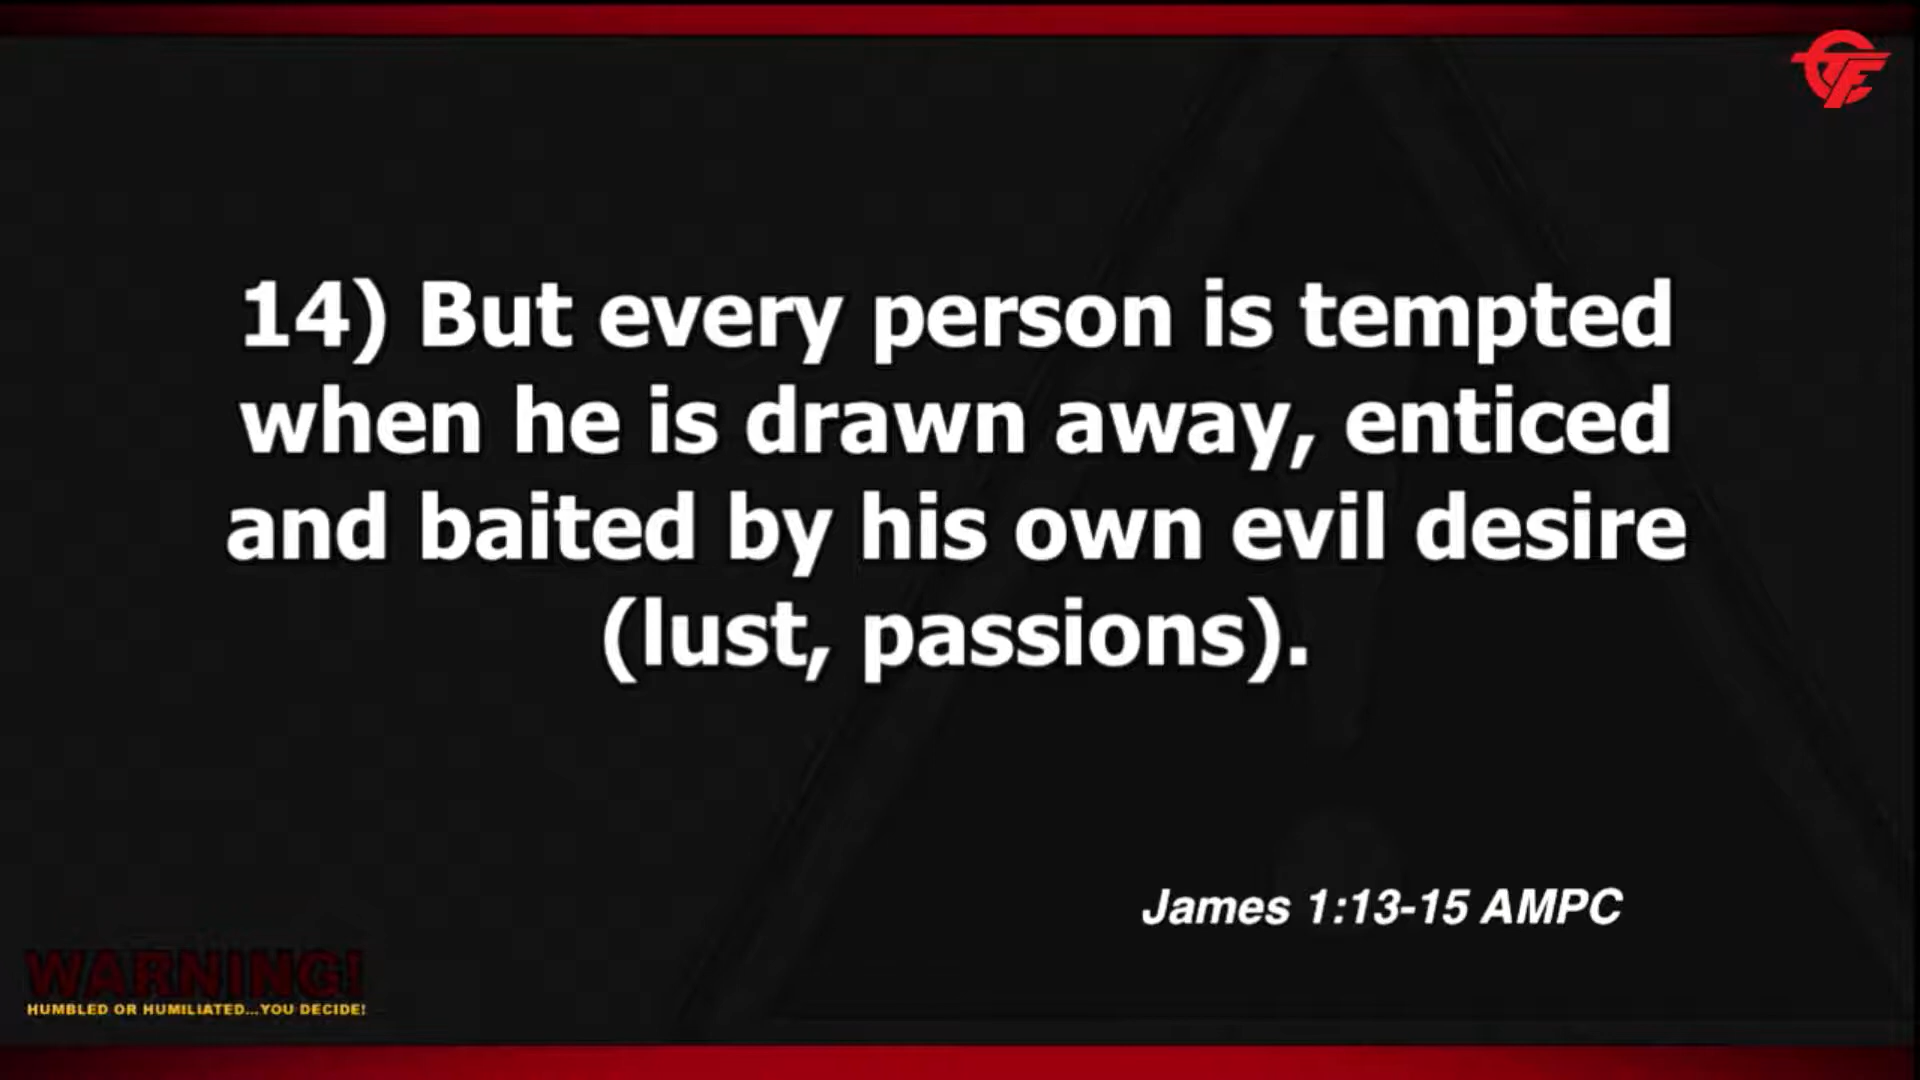 14) But every person is tempted
when he is drawn away, enticed
and baited by his own evil desire
(lust, passions).
James 1:13-15 AMPC
WARNING!
HUMBLED OR HUMILIATED...YOU DECIDE!